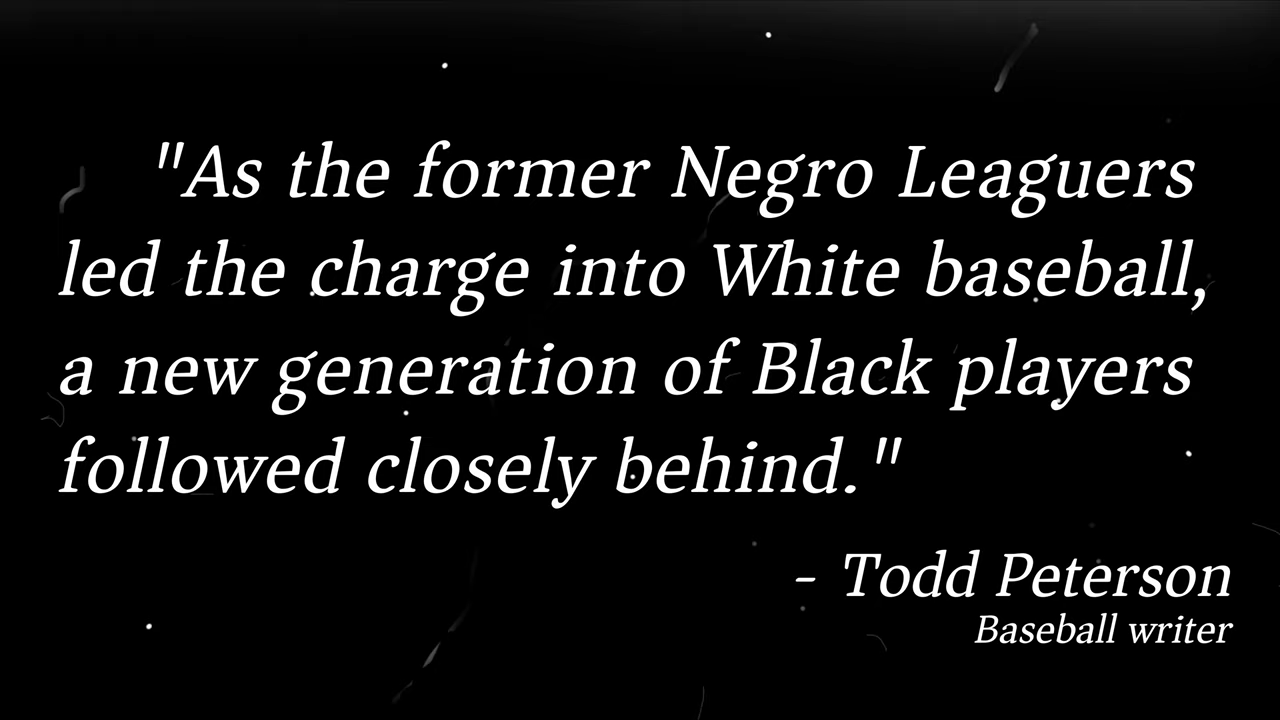 "As the former Negro Leaguers
led the charge into White baseball,
a new generation of Black players
followed closely behind."
- Todd Peterson
Baseball writer